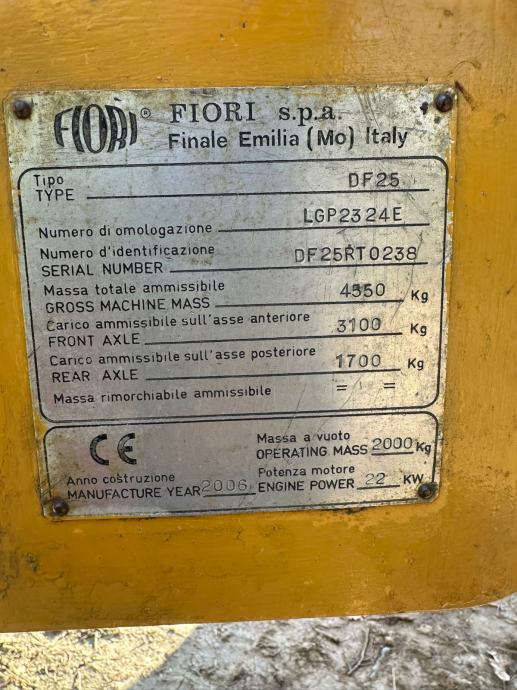 FIORI® FIORI s.p.a.
Finale Emilia (Mo) Italy
Tipo
TYPE DF25
Numero di omologazione LGP2324E
Numero d'identificazione
SERIAL NUMBER DF25RT0238
Massa totale ammissibile
GROSS MACHINE MASS 4550 Kg
Carico ammissibile sull'asse anteriore
FRONT AXLE 3100 Kg
Carico ammissibile sull'asse posteriore
REAR AXLE 1700 Kg
Massa rimorchiabile ammissibile = =
CE
Massa a vuoto
OPERATING MASS 2000 Kg
Anno costruzione
MANUFACTURE YEAR 2006
Potenza motore
ENGINE POWER 22 KW